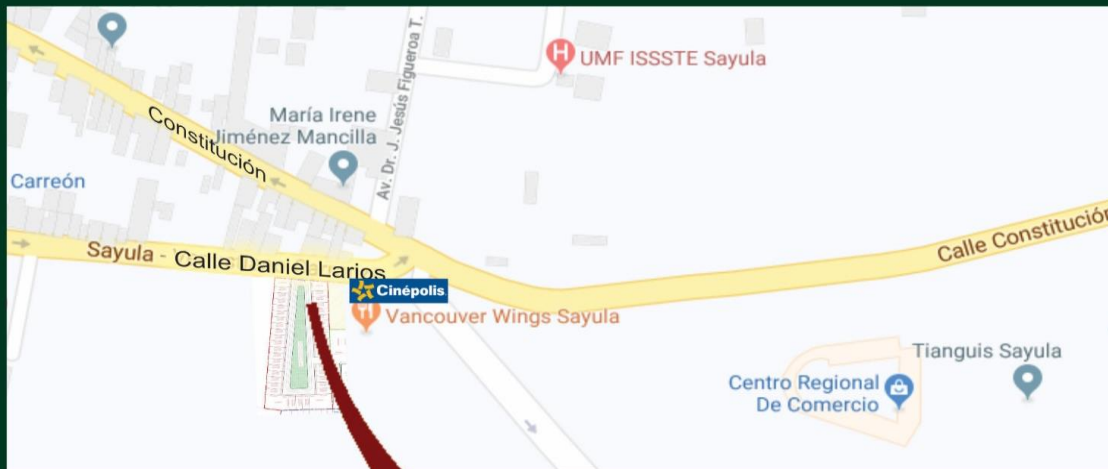 Av. Dr. J. Jesús Figueroa T.
UMF ISSSTE Sayula
María Irene
Jiménez Mancilla
Constitución
Carreón
Sayula - Calle Daniel Larios
Calle Constitución
Cinépolis
Vancouver Wings Sayula
Tianguis Sayula
Centro Regional
De Comercio